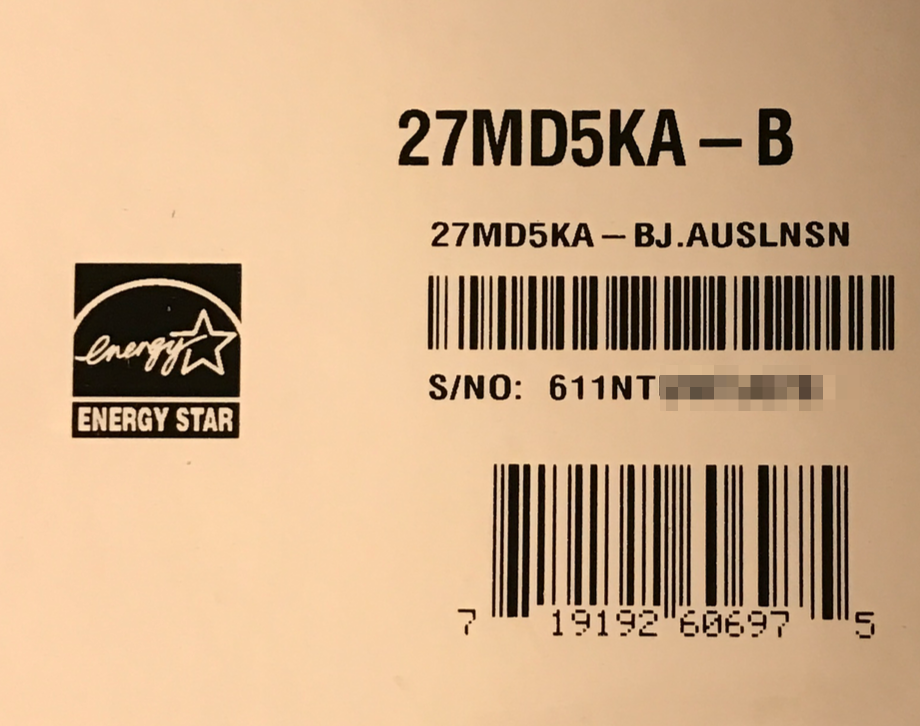 27MD5KA – B
27MD5KA – BJ.AUSLNSN
energy
ENERGY STAR
S/NO: 611NT
7 19192 60697 5